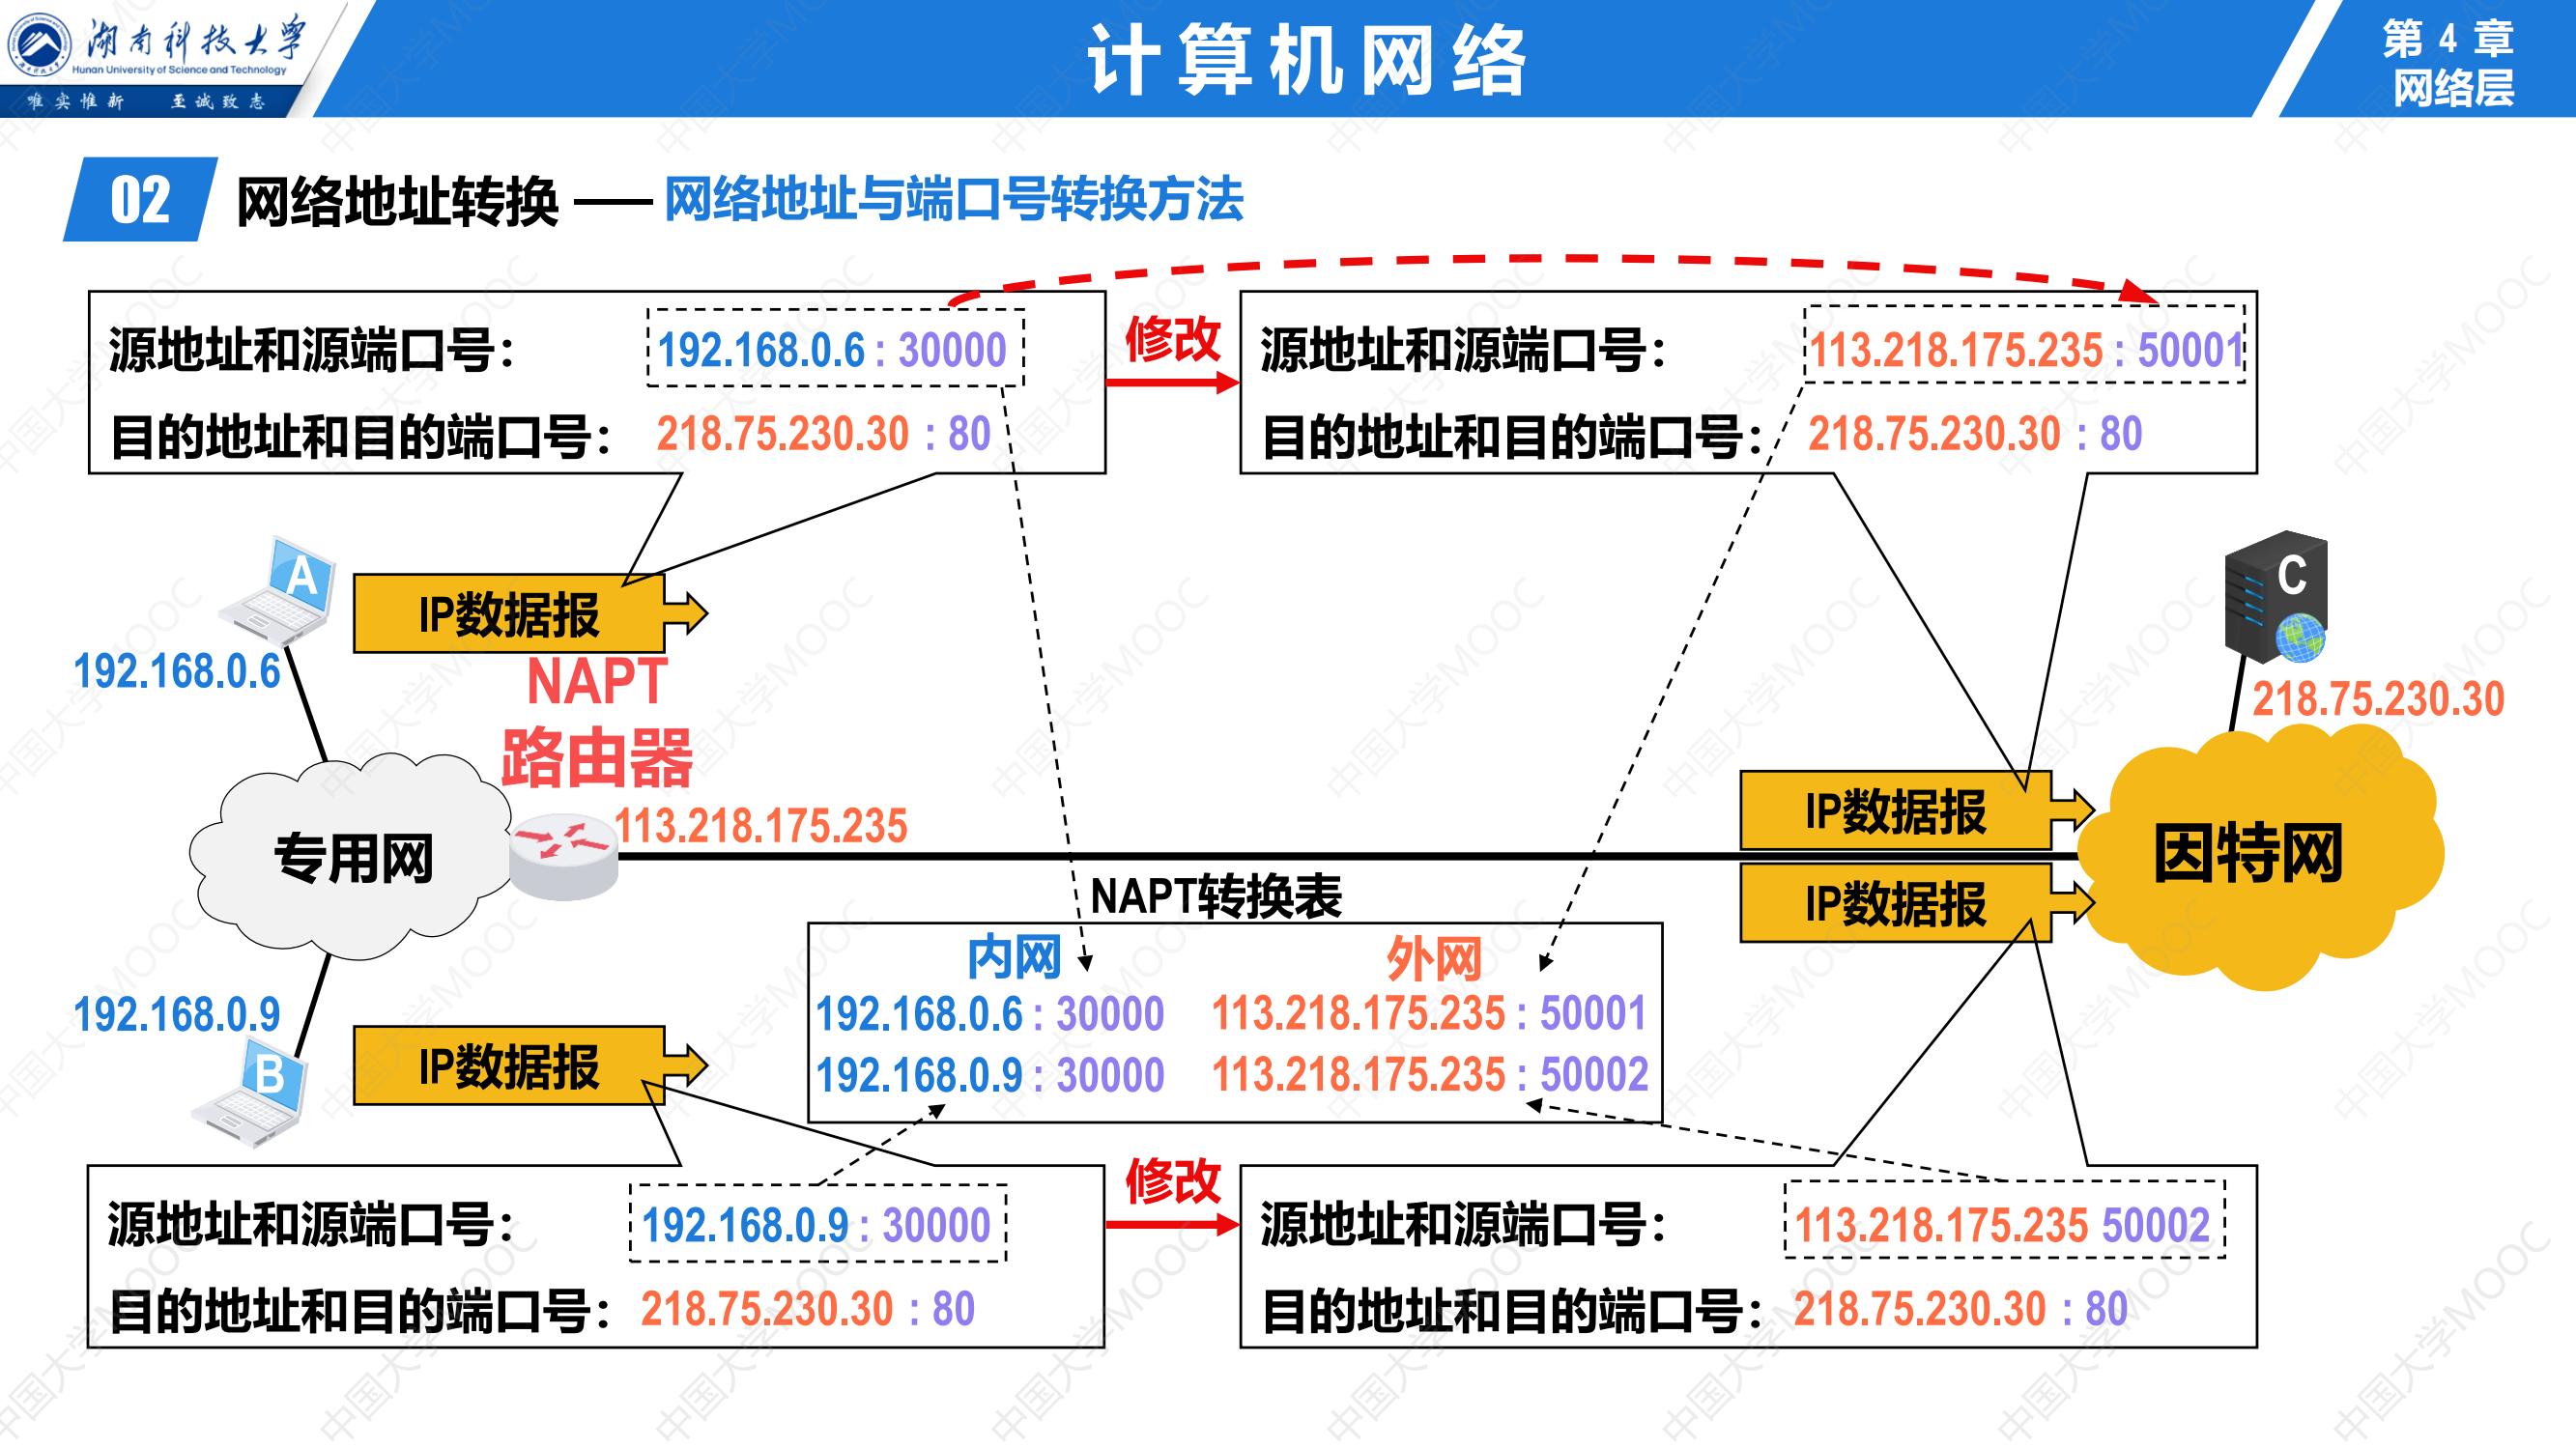 湖南科技大学
Hunan University of Science and Technology
唯实惟新 至诚致志
计算机网络
第 4 章
网络层
02 网络地址转换 —— 网络地址与端口号转换方法
源地址和源端口号： 192.168.0.6 : 30000
目的地址和目的端口号： 218.75.230.30 : 80
修改
源地址和源端口号： 113.218.175.235 : 50001
目的地址和目的端口号： 218.75.230.30 : 80
A
IP数据报
192.168.0.6
NAPT
路由器
113.218.175.235
专用网
C
218.75.230.30
IP数据报
IP数据报
因特网
NAPT转换表
内网 外网
192.168.0.6 : 30000 113.218.175.235 : 50001
192.168.0.9 : 30000 113.218.175.235 : 50002
192.168.0.9
B
IP数据报
源地址和源端口号： 192.168.0.9 : 30000
目的地址和目的端口号： 218.75.230.30 : 80
修改
源地址和源端口号： 113.218.175.235 50002
目的地址和目的端口号： 218.75.230.30 : 80
中国大学MOOC